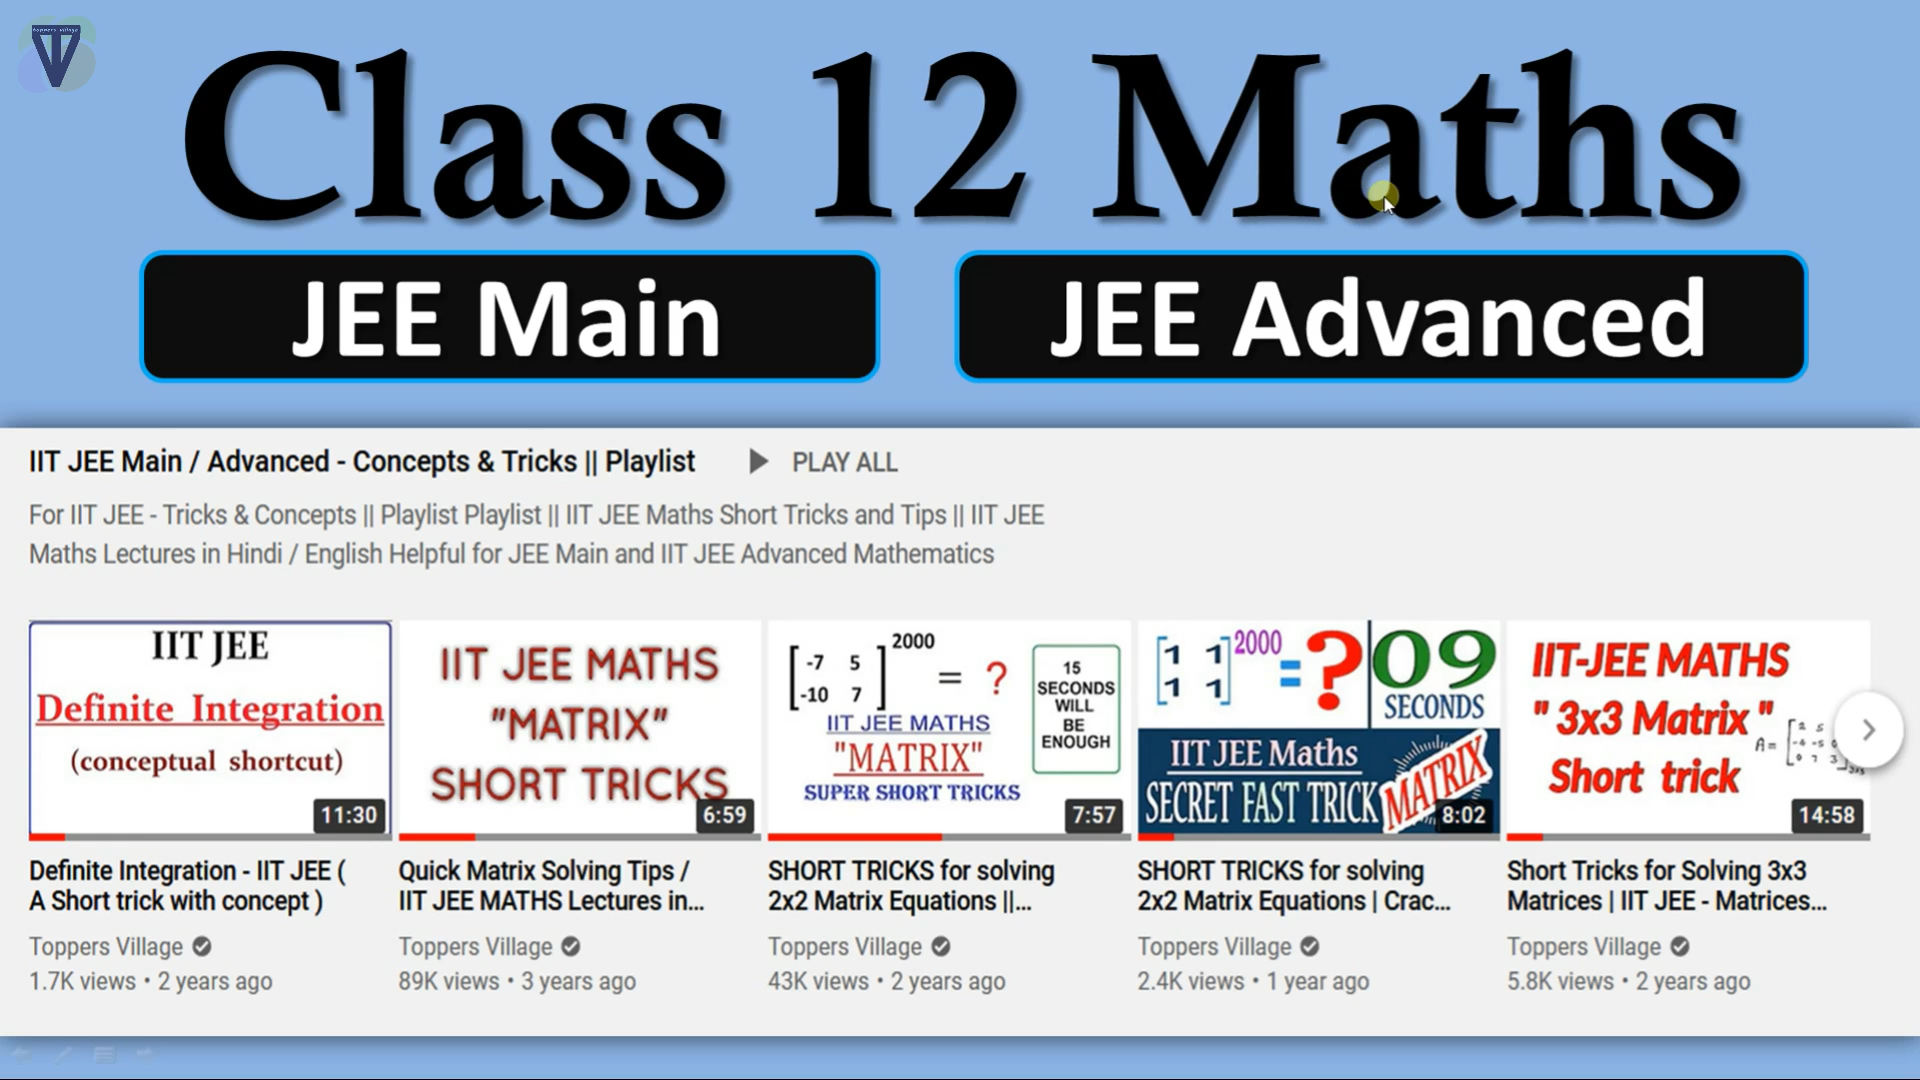 toppers village
Class 12 Maths
JEE Main
JEE Advanced
IIT JEE Main / Advanced - Concepts & Tricks || Playlist
PLAY ALL
For IIT JEE - Tricks & Concepts || Playlist Playlist || IIT JEE Maths Short Tricks and Tips || IIT JEE
Maths Lectures in Hindi / English Helpful for JEE Main and IIT JEE Advanced Mathematics
IIT JEE
Definite Integration
(conceptual shortcut)
11:30
Definite Integration - IIT JEE (
A Short trick with concept )
Toppers Village
1.7K views • 2 years ago
IIT JEE MATHS
"MATRIX"
SHORT TRICKS
6:59
Quick Matrix Solving Tips /
IIT JEE MATHS Lectures in...
Toppers Village
89K views • 3 years ago
2000
-7 5
-10 7
= ?
15
SECONDS
WILL
BE
ENOUGH
IIT JEE MATHS
"MATRIX"
SUPER SHORT TRICKS
7:57
SHORT TRICKS for solving
2x2 Matrix Equations ||...
Toppers Village
43K views • 2 years ago
1 1
1 1
2000
= ?
09
SECONDS
IIT JEE Maths
SECRET FAST TRICK
MATRIX
8:02
SHORT TRICKS for solving
2x2 Matrix Equations | Crac...
Toppers Village
2.4K views • 1 year ago
IIT-JEE MATHS
" 3x3 Matrix "
Short trick
A=
14:58
Short Tricks for Solving 3x3
Matrices | IIT JEE - Matrices...
Toppers Village
5.8K views • 2 years ago